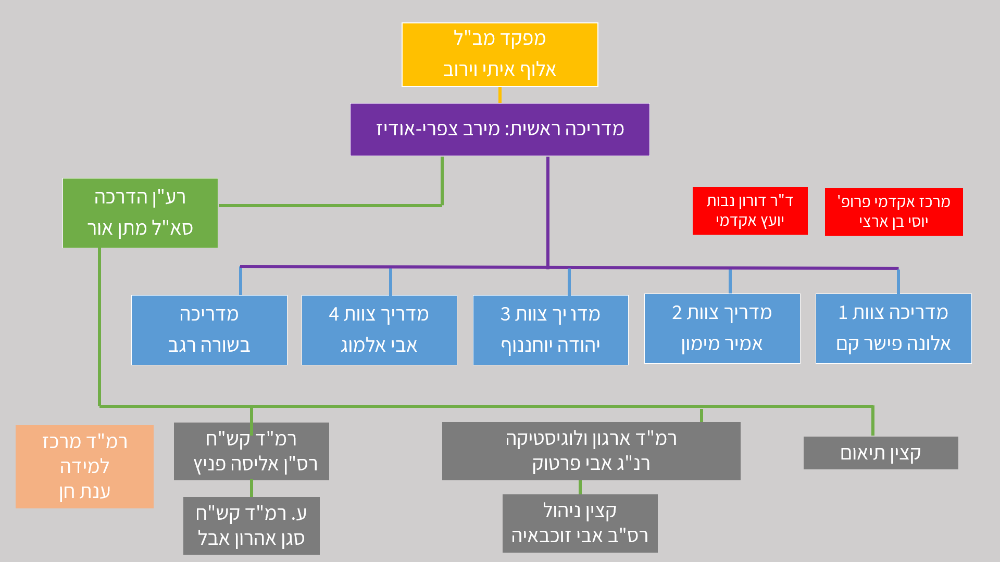 מפקד מב"ל
אלוף איתי וירוב
מדריכה ראשית: מירב צפרי-אודיז
רע"ן הדרכה
סא"ל מתן אור
מרכז אקדמי פרופ'
יוסי בן ארצי
ד"ר דורון נבות
יועץ אקדמי
מדריכה צוות 1
אלונה פישר קם
מדריך צוות 2
אמיר מימון
מדריך צוות 3
יהודה יוחננוף
מדריך צוות 4
אבי אלמוג
מדריכה
בשורה רגב
קצין תיאום
רמ"ד ארגון ולוגיסטיקה
רנ"ג אבי פרטוק
קצין ניהול
רס"ב אבי זוכבאיה
רמ"ד קש"ח
רס"ן אליסה פניץ
ע. רמ"ד קש"ח
סגן אהרון אבל
רמ"ד מרכז
למידה
ענת חן